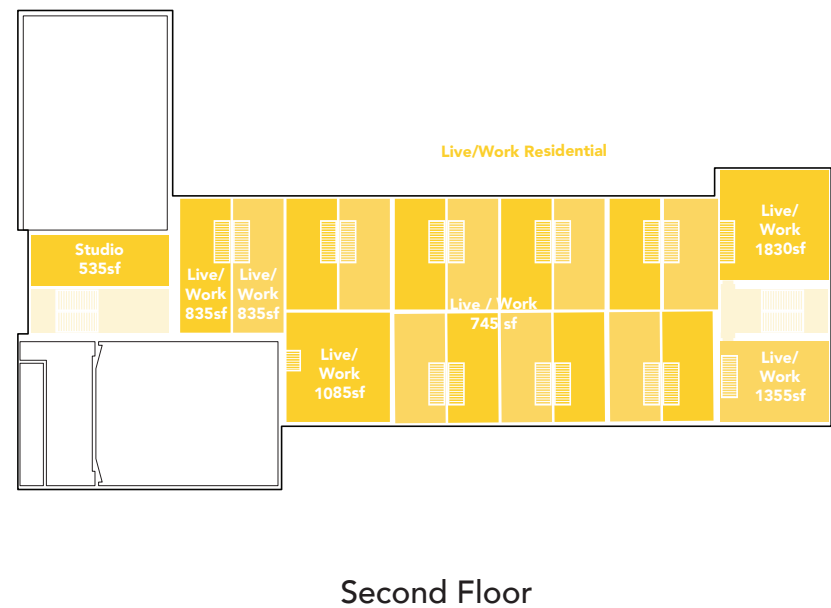 Live/Work Residential
Live/
Work
1830sf
Studio
535sf
Live/
Work
835sf
Live/
Work
835sf
Live / Work
745 sf
Live/
Work
1085sf
Live/
Work
1355sf
Second Floor